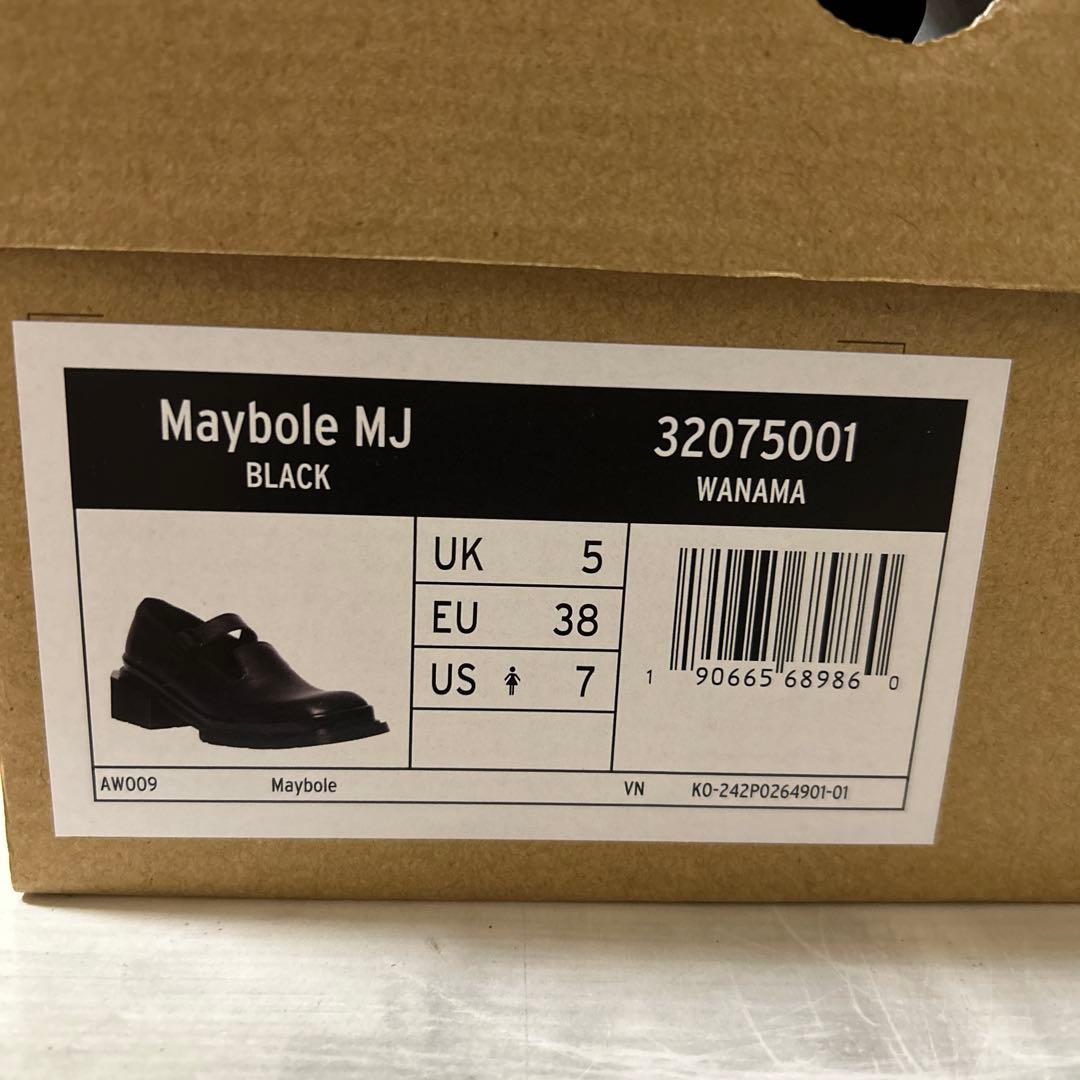 Maybole MJ
BLACK
32075001
WANAMA
UK 5
EU 38
US 7
1 90665 68986 0
AW009 Maybole VN KO-242P0264901-01